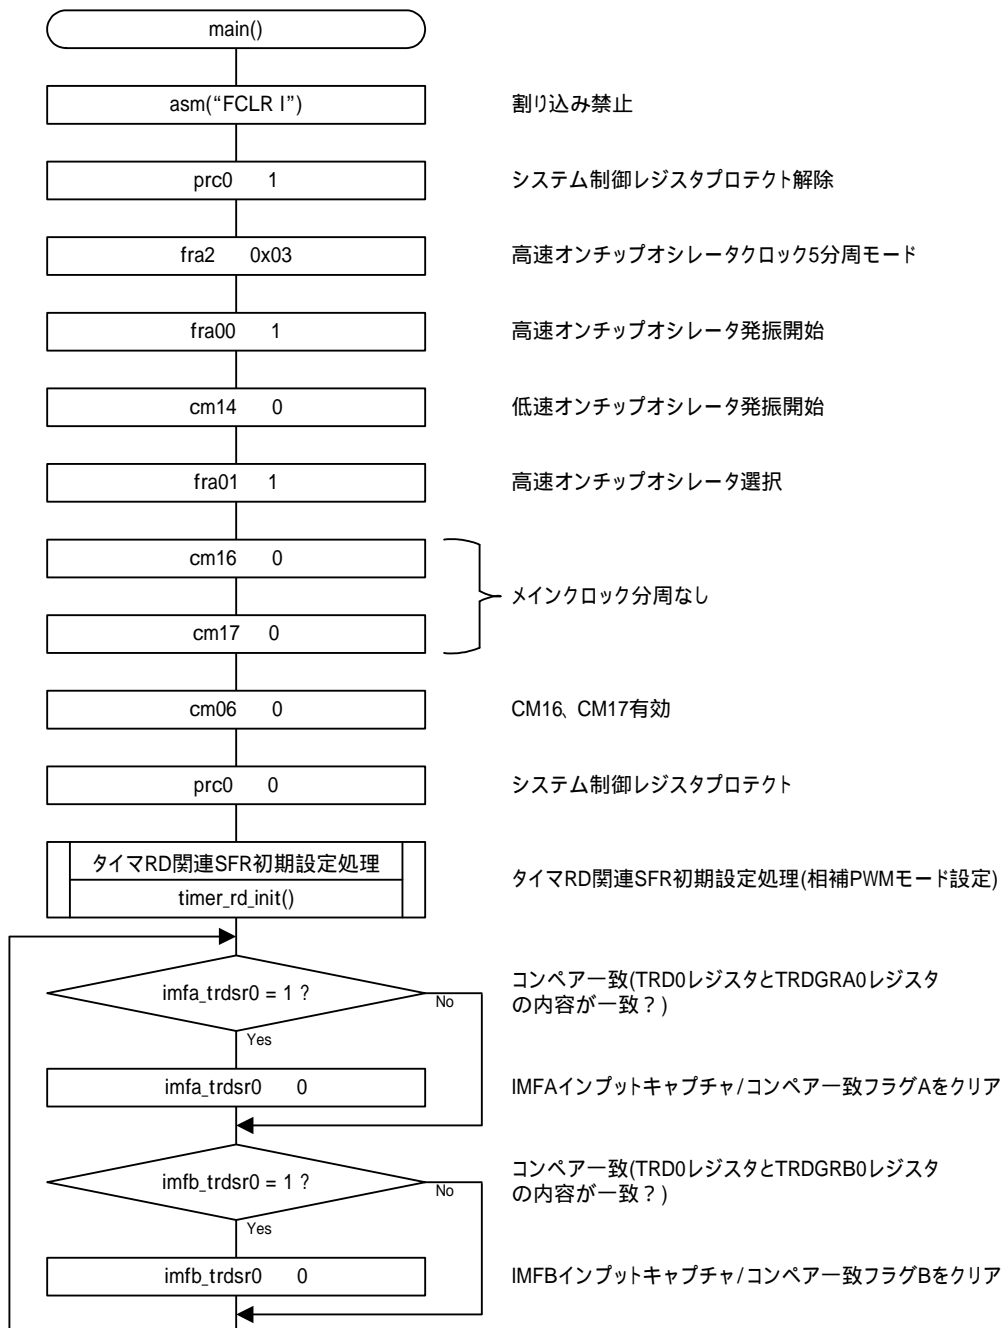 main()
asm(“FCLR I”)
割り込み禁止
prc0 1
システム制御レジスタプロテクト解除
fra2 0x03
高速オンチップオシレータクロック5分周モード
fra00 1
高速オンチップオシレータ発振開始
cm14 0
低速オンチップオシレータ発振開始
fra01 1
高速オンチップオシレータ選択
cm16 0
メインクロック分周なし
cm17 0
cm06 0
CM16、CM17有効
prc0 0
システム制御レジスタプロテクト
タイマRD関連SFR初期設定処理
timer_rd_init()
タイマRD関連SFR初期設定処理(相補PWMモード設定)
imfa_trdsr0 = 1 ?
No
Yes
コンペア一致(TRD0レジスタとTRDGRA0レジスタ
の内容が一致？)
imfa_trdsr0 0
IMFAインプットキャプチャ/コンペア一致フラグAをクリア
imfb_trdsr0 = 1 ?
No
Yes
コンペア一致(TRD0レジスタとTRDGRB0レジスタ
の内容が一致？)
imfb_trdsr0 0
IMFBインプットキャプチャ/コンペア一致フラグBをクリア